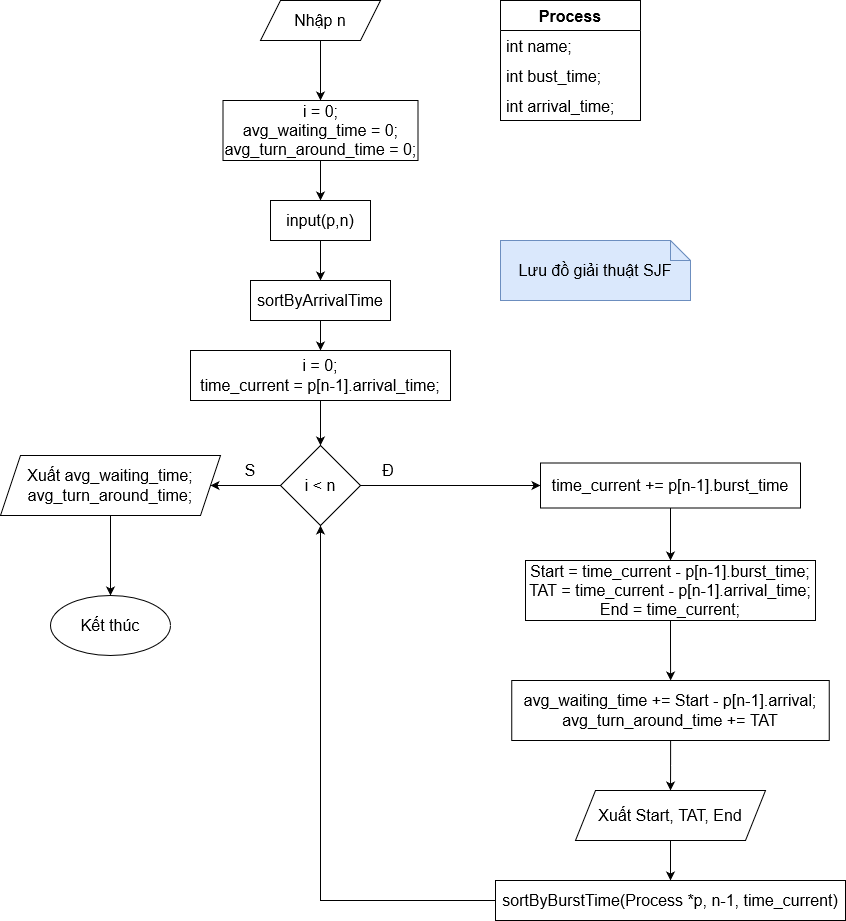 Nhập n
Process
int name;
int bust_time;
int arrival_time;
i = 0;
avg_waiting_time = 0;
avg_turn_around_time = 0;
input(p,n)
Lưu đồ giải thuật SJF
sortByArrivalTime
i = 0;
time_current = p[n-1].arrival_time;
i < n
S
Đ
Xuất avg_waiting_time;
avg_turn_around_time;
Kết thúc
time_current += p[n-1].burst_time
Start = time_current - p[n-1].burst_time;
TAT = time_current - p[n-1].arrival_time;
End = time_current;
avg_waiting_time += Start - p[n-1].arrival;
avg_turn_around_time += TAT
Xuất Start, TAT, End
sortByBurstTime(Process *p, n-1, time_current)